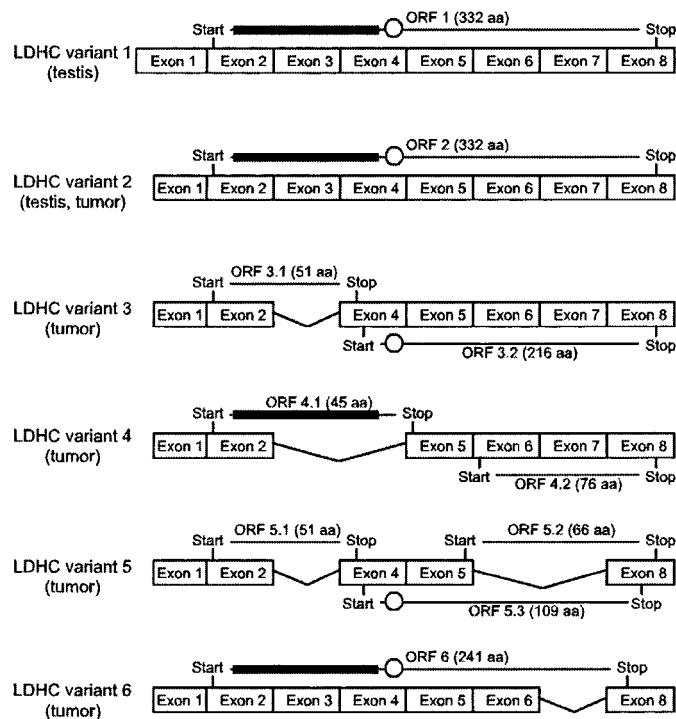 ORF 1 (332 aa)
Start Stop
LDHC variant 1
(testis)
Exon 1 Exon 2 Exon 3 Exon 4 Exon 5 Exon 6 Exon 7 Exon 8
ORF 2 (332 aa)
Start Stop
LDHC variant 2
(testis, tumor)
Exon 1 Exon 2 Exon 3 Exon 4 Exon 5 Exon 6 Exon 7 Exon 8
ORF 3.1 (51 aa)
Start Stop
LDHC variant 3
(tumor)
Exon 1 Exon 2 Exon 4 Exon 5 Exon 6 Exon 7 Exon 8
Start Stop
ORF 3.2 (216 aa)
ORF 4.1 (45 aa)
Start Stop
LDHC variant 4
(tumor)
Exon 1 Exon 2 Exon 5 Exon 6 Exon 7 Exon 8
Start Stop
ORF 4.2 (76 aa)
ORF 5.1 (51 aa) ORF 5.2 (66 aa)
Start Stop Start Stop
LDHC variant 5
(tumor)
Exon 1 Exon 2 Exon 4 Exon 5 Exon 8
Start Stop
ORF 5.3 (109 aa)
ORF 6 (241 aa)
Start Stop
LDHC variant 6
(tumor)
Exon 1 Exon 2 Exon 3 Exon 4 Exon 5 Exon 6 Exon 8